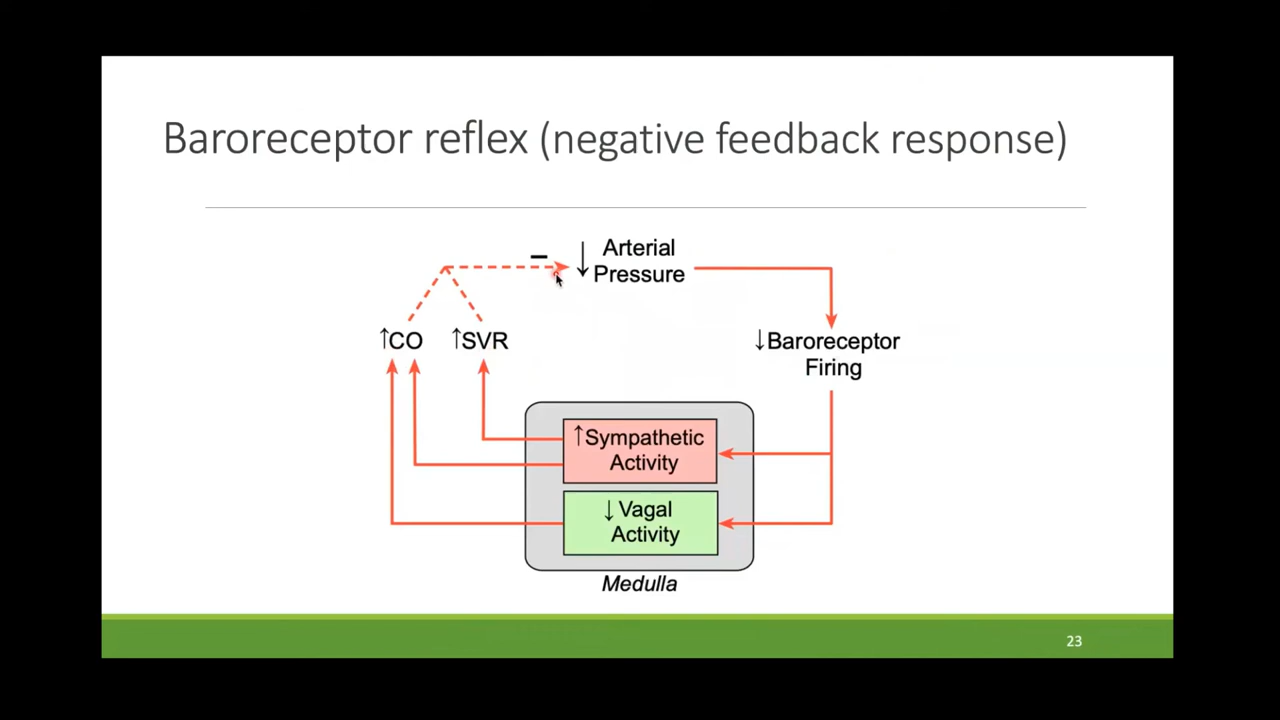 Baroreceptor reflex (negative feedback response)
–
↓ Arterial
Pressure
↑CO
↑SVR
↓Baroreceptor
Firing
↑Sympathetic
Activity
↓ Vagal
Activity
Medulla
23